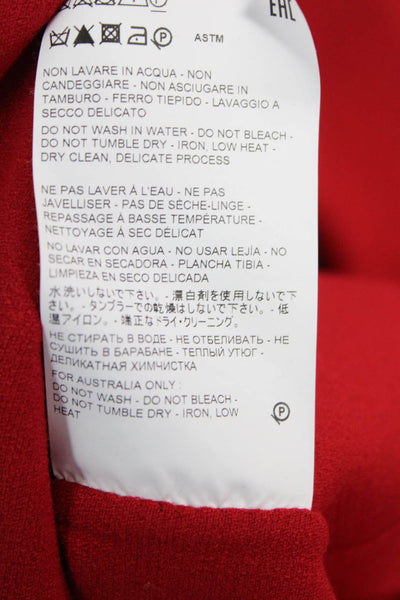 EAC
P ASTM
NON LAVARE IN ACQUA - NON
CANDEGGIARE - NON ASCIUGARE IN
TAMBURO - FERRO TIEPIDO - LAVAGGIO A
SECCO DELICATO
DO NOT WASH IN WATER - DO NOT BLEACH -
DO NOT TUMBLE DRY - IRON, LOW HEAT -
DRY CLEAN, DELICATE PROCESS
NE PAS LAVER À L'EAU - NE PAS
JAVELLISER - PAS DE SÈCHE-LINGE -
REPASSAGE À BASSE TEMPÉRATURE -
NETTOYAGE À SEC DÉLICAT
NO LAVAR CON AGUA - NO USAR LEJÍA - NO
SECAR EN SECADORA - PLANCHA TIBIA -
LIMPIEZA EN SECO DELICADA
水洗いしないで下さい。- 漂白剤を使用しないで
下さい。- タンブラーでの乾燥はしないで下さい。- 低
温アイロン。- 端正なドライ・クリーニング。
НЕ СТИРАТЬ В ВОДЕ - НЕ ОТБЕЛИВАТЬ - НЕ
СУШИТЬ В БАРАБАНЕ - ТЕПЛЫЙ УТЮГ -
ДЕЛИКАТНАЯ ХИМЧИСТКА
FOR AUSTRALIA ONLY :
DO NOT WASH - DO NOT BLEACH -
DO NOT TUMBLE DRY - IRON, LOW
HEAT
P